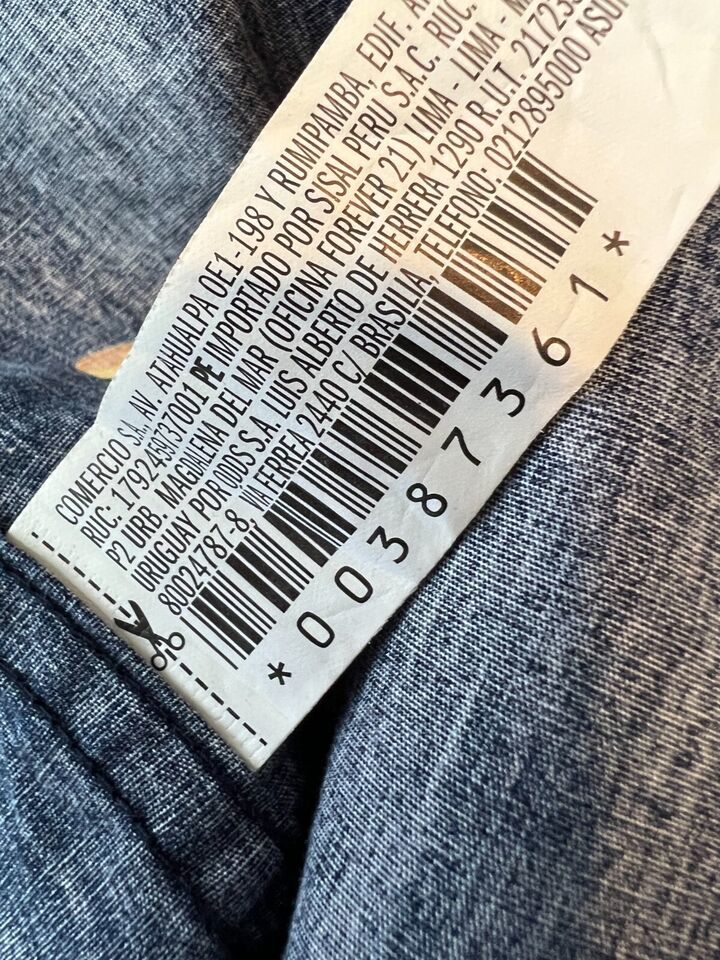 COMERCIO SA., AV. ATAHUALPA OE1-198 Y RUMIPAMBA, EDIF.
RUC: 1792459737001 PE IMPORTADO POR SISAL PERU S.A.C. RUC.
P2 URB. MAGDALENA DEL MAR (OFICINA FOREVER 21) LIMA - LIMA -
URUGUAY POR UDDS S.A. LUIS ALBERTO DE HERRERA 1290 R.U.T.
80024787-8, VIA FERREA 2440 C/ BRASILIA, TELEFONO: 0212895000
*00387361*